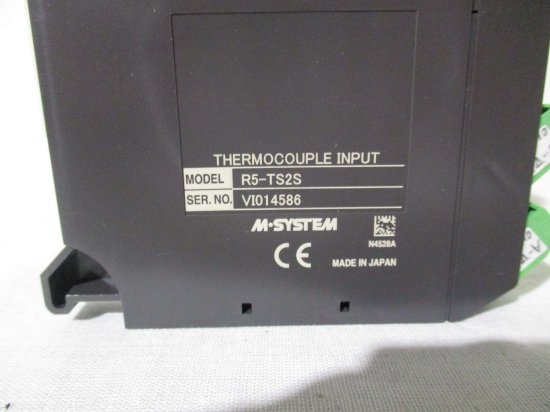 THERMOCOUPLE INPUT
MODEL R5-TS2S
SER. NO. VI014586
M-SYSTEM
N4528A
CE MADE IN JAPAN